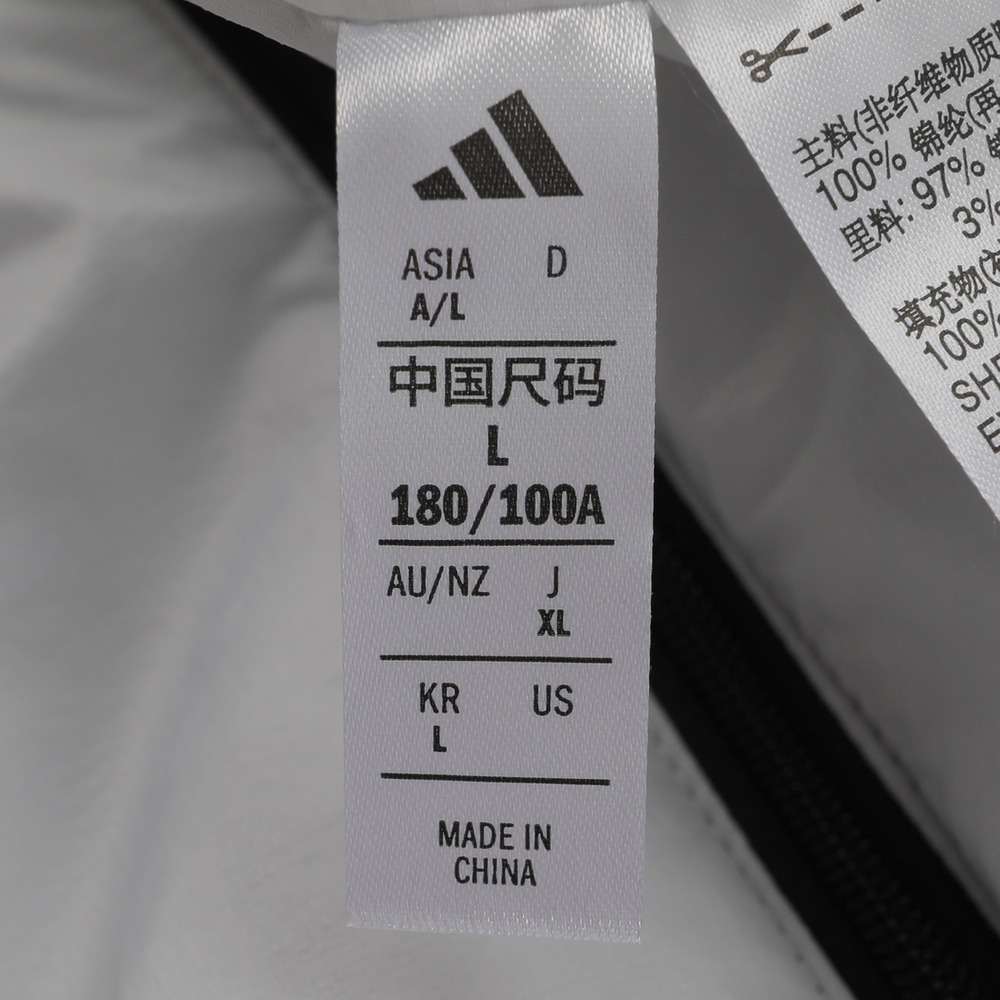 ASIA D
A/L
中国尺码
L
180/100A
AU/NZ J
XL
KR US
L
MADE IN
CHINA
主料(非纤维物质
100% 锦纶(再
里料: 97%
3%
填充物(
100%